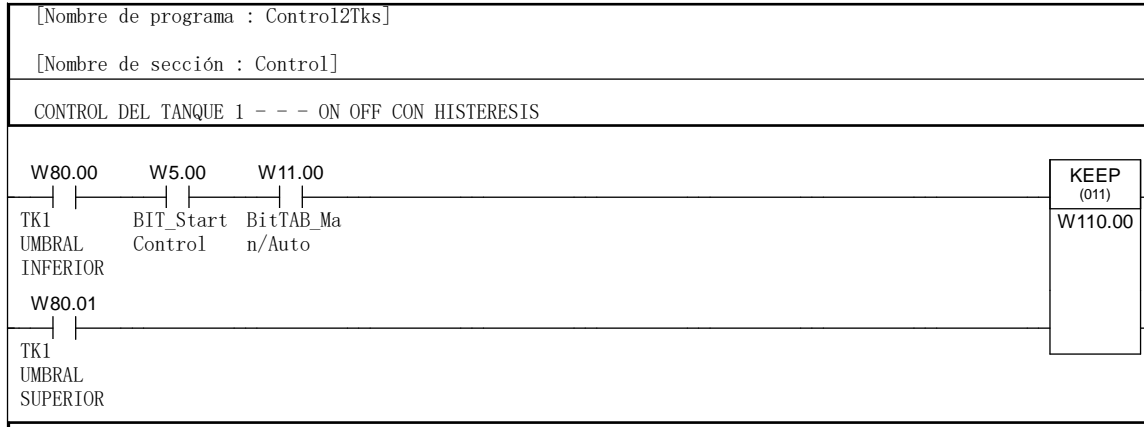 [Nombre de programa : Control2Tks]
[Nombre de sección : Control]
CONTROL DEL TANQUE 1 - - - ON OFF CON HISTERESIS
W80.00 W5.00 W11.00
KEEP
(011)
W110.00
TK1 BIT_Start BitTAB_Ma
UMBRAL Control n/Auto
INFERIOR
W80.01
TK1
UMBRAL
SUPERIOR